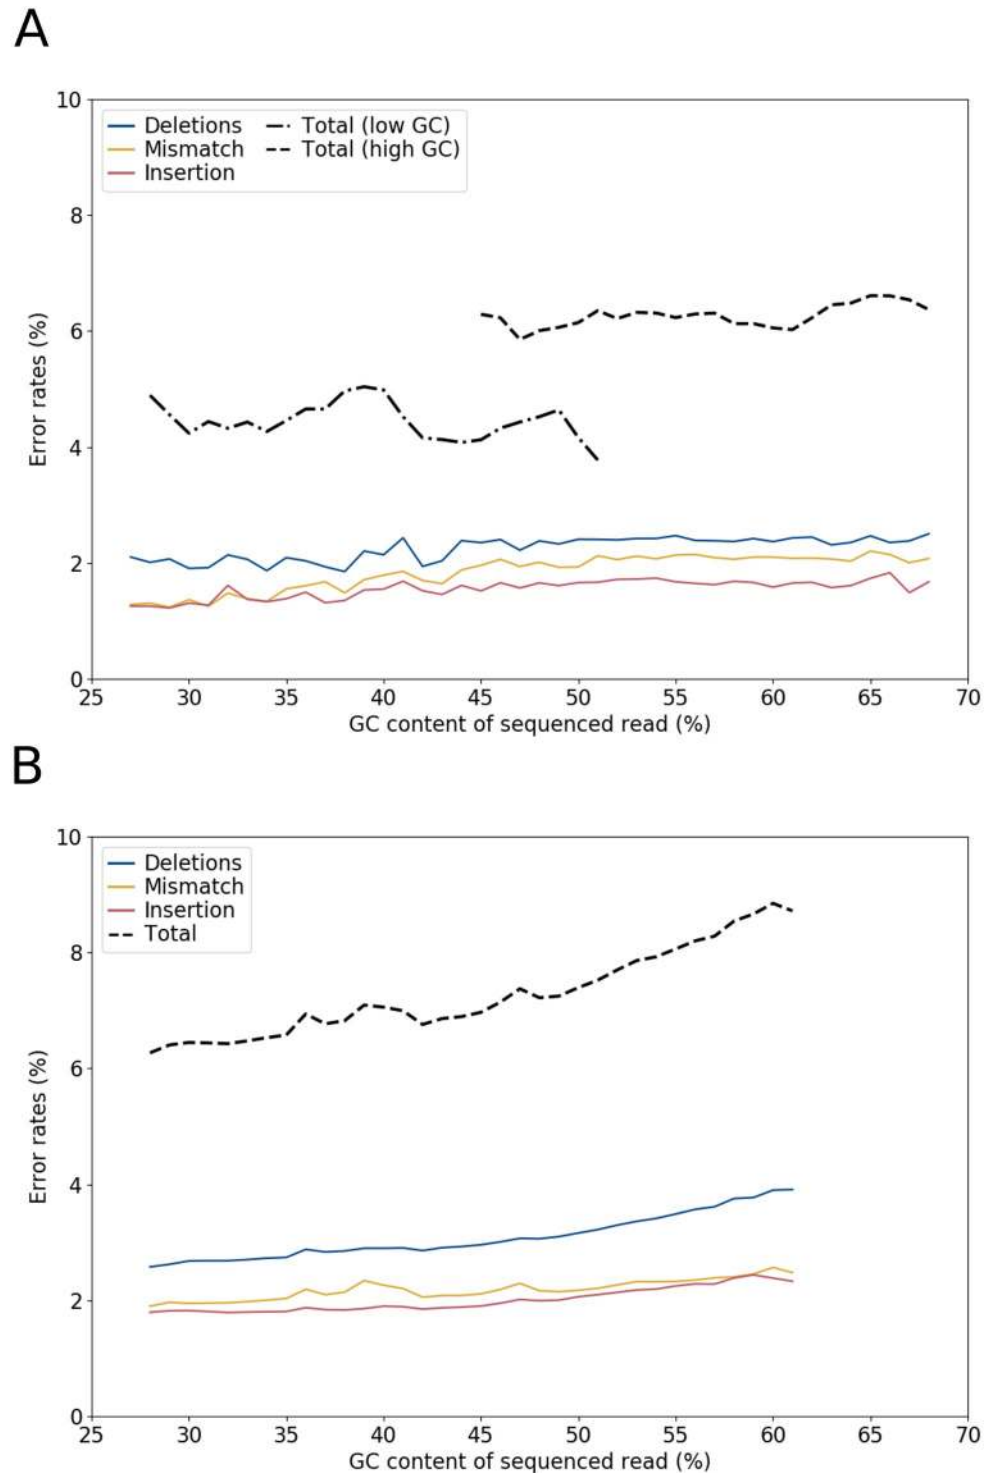 A
10
8
6
4
2
0
Error rates (%)
Deletions
Mismatch
Insertion
Total (low GC)
Total (high GC)
25 30 35 40 45 50 55 60 65 70
GC content of sequenced read (%)
B
10
8
6
4
2
0
Error rates (%)
Deletions
Mismatch
Insertion
Total
25 30 35 40 45 50 55 60 65 70
GC content of sequenced read (%)